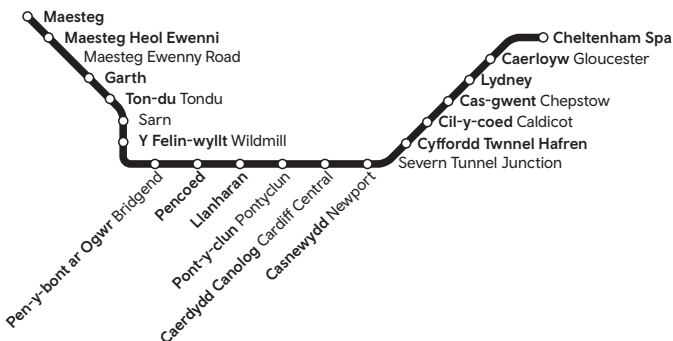 Maesteg
Maesteg Heol Ewenni
Maesteg Ewenny Road
Garth
Ton-du Tondu
Sarn
Y Felin-wyllt Wildmill
Pen-y-bont ar Ogwr Bridgend
Pencoed
Llanharan
Pont-y-clun Pontyclun
Caerdydd Canolog Cardiff Central
Casnewydd Newport
Cyffordd Twnnel Hafren
Severn Tunnel Junction
Cil-y-coed Caldicot
Cas-gwent Chepstow
Lydney
Caerloyw Gloucester
Cheltenham Spa